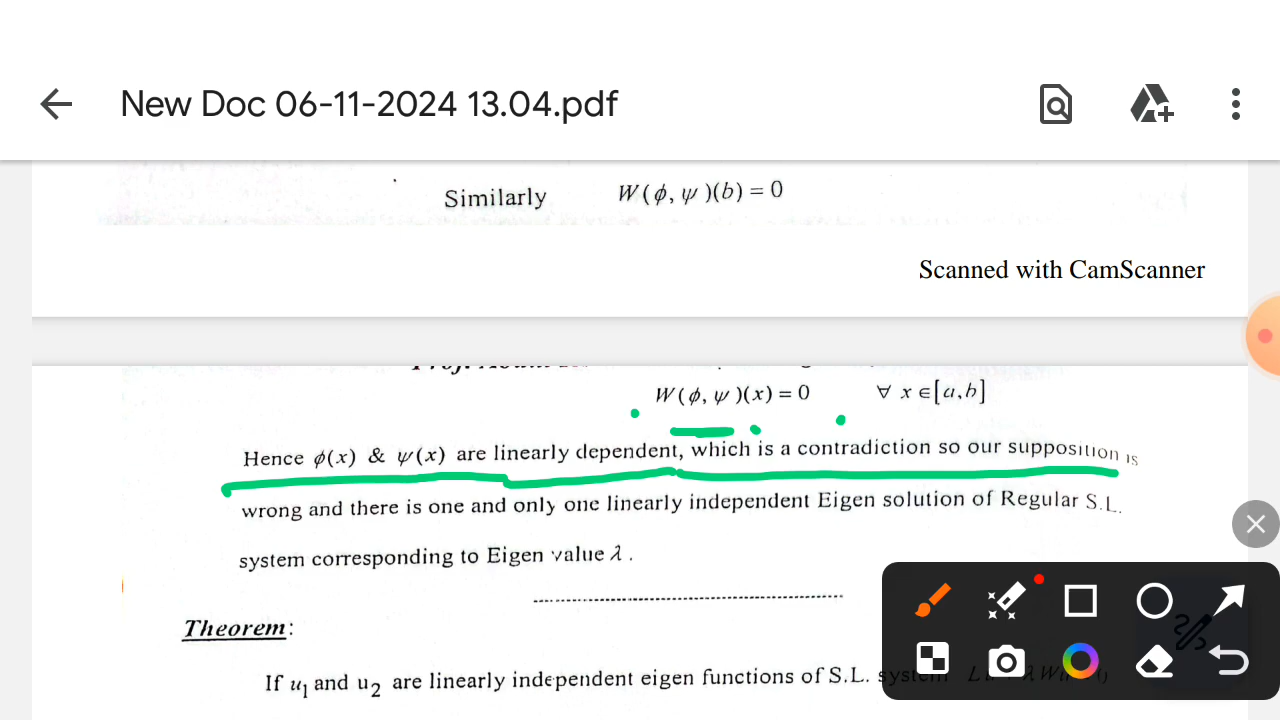 New Doc 06-11-2024 13.04.pdf
Similarly W(ϕ, ψ)(b) = 0
Scanned with CamScanner
W(ϕ, ψ)(x) = 0 ∀ x ∈ [a, b]
Hence ϕ(x) & ψ(x) are linearly dependent, which is a contradiction so our supposition is
wrong and there is one and only one linearly independent Eigen solution of Regular S.L.
system corresponding to Eigen value λ.
Theorem:
If u₁ and u₂ are linearly independent eigen functions of S.L. system